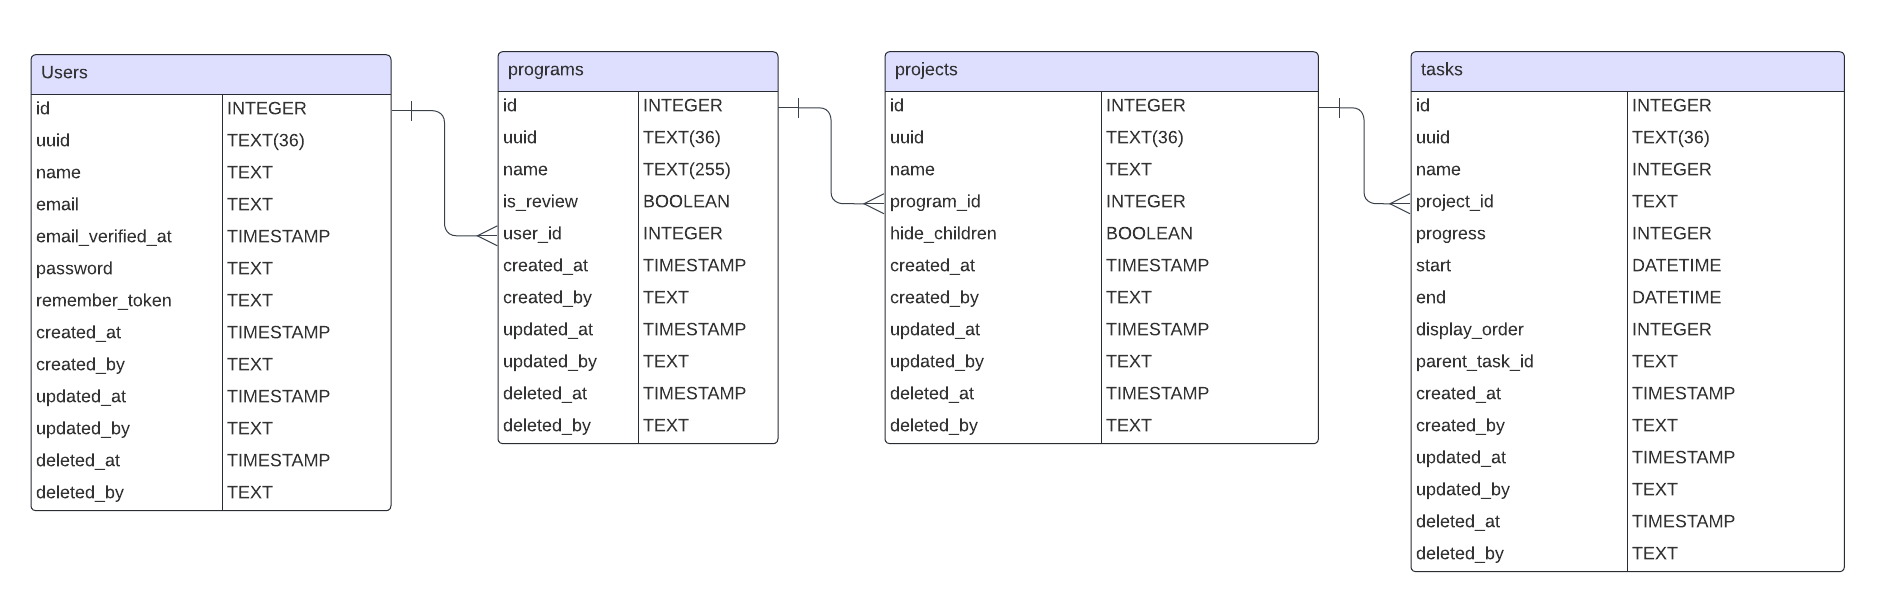 Users
id INTEGER
uuid TEXT(36)
name TEXT
email TEXT
email_verified_at TIMESTAMP
password TEXT
remember_token TEXT
created_at TIMESTAMP
created_by TEXT
updated_at TIMESTAMP
updated_by TEXT
deleted_at TIMESTAMP
deleted_by TEXT
programs
id INTEGER
uuid TEXT(36)
name TEXT(255)
is_review BOOLEAN
user_id INTEGER
created_at TIMESTAMP
created_by TEXT
updated_at TIMESTAMP
updated_by TEXT
deleted_at TIMESTAMP
deleted_by TEXT
projects
id INTEGER
uuid TEXT(36)
name TEXT
program_id INTEGER
hide_children BOOLEAN
created_at TIMESTAMP
created_by TEXT
updated_at TIMESTAMP
updated_by TEXT
deleted_at TIMESTAMP
deleted_by TEXT
tasks
id INTEGER
uuid TEXT(36)
name INTEGER
project_id TEXT
progress INTEGER
start DATETIME
end DATETIME
display_order INTEGER
parent_task_id TEXT
created_at TIMESTAMP
created_by TEXT
updated_at TIMESTAMP
updated_by TEXT
deleted_at TIMESTAMP
deleted_by TEXT